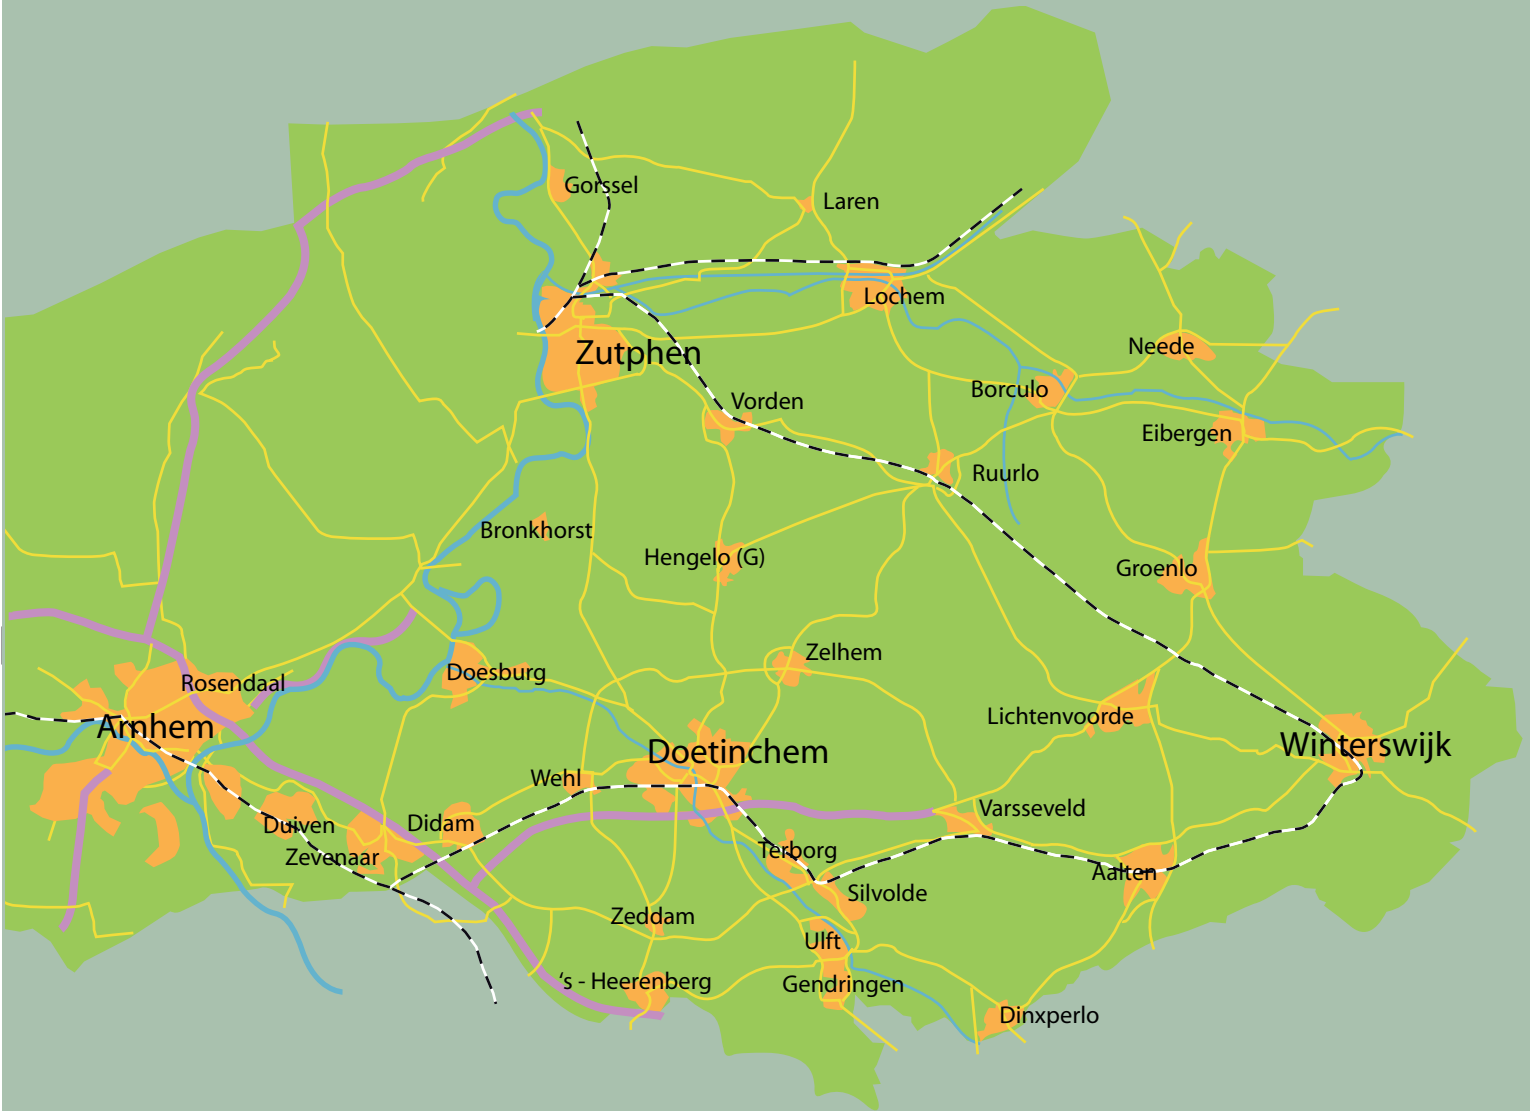 Gorssel
Laren
Lochem
Zutphen
Neede
Borculo
Vorden
Eibergen
Ruurlo
Bronkhorst
Hengelo (G)
Groenlo
Zelhem
Doesburg
Rosendaal
Lichtenvoorde
Arnhem
Winterswijk
Doetinchem
Wehl
Varsseveld
Duiven
Didam
Terborg
Zevenaar
Aalten
Silvolde
Zeddam
Ulft
's - Heerenberg
Gendringen
Dinxperlo